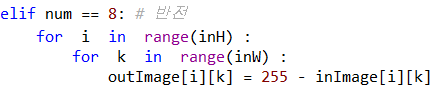 elif num == 8: # 반전
    for  i  in  range(inH) :
        for  k  in  range(inW) :
            outImage[i][k] = 255 - inImage[i][k]